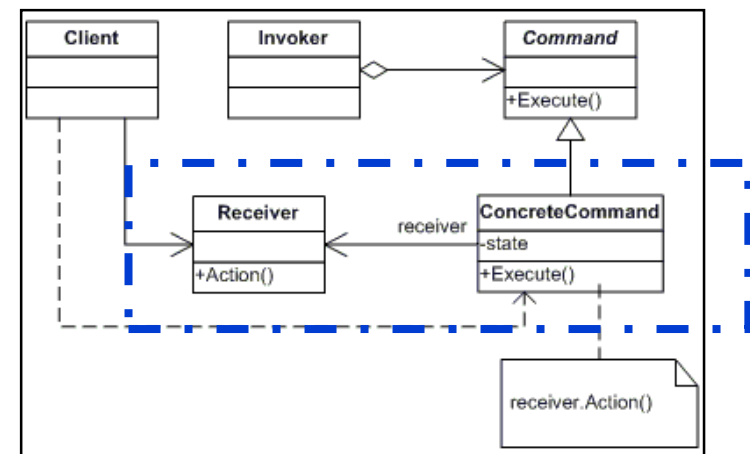 Client
Invoker
Command
+Execute()
Receiver
+Action()
receiver
ConcreteCommand
-state
+Execute()
receiver.Action()